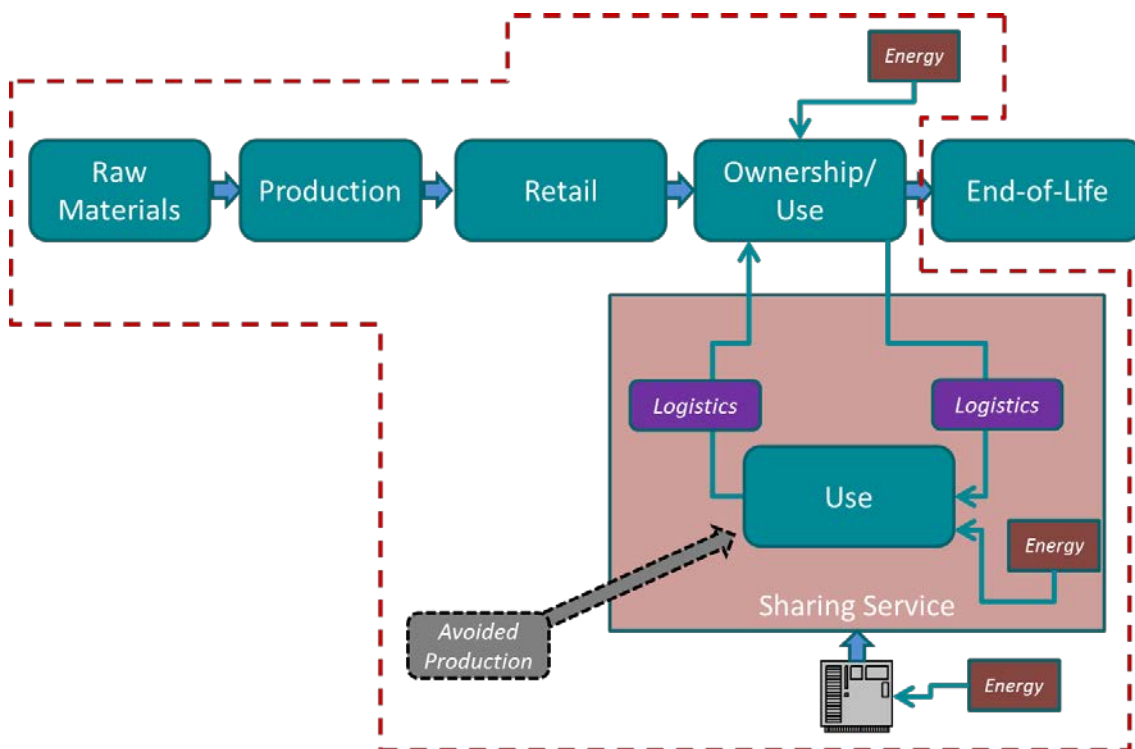 Energy
Raw
Materials
Production
Retail
Ownership/
Use
End-of-Life
Logistics
Logistics
Use
Energy
Sharing Service
Avoided
Production
Energy